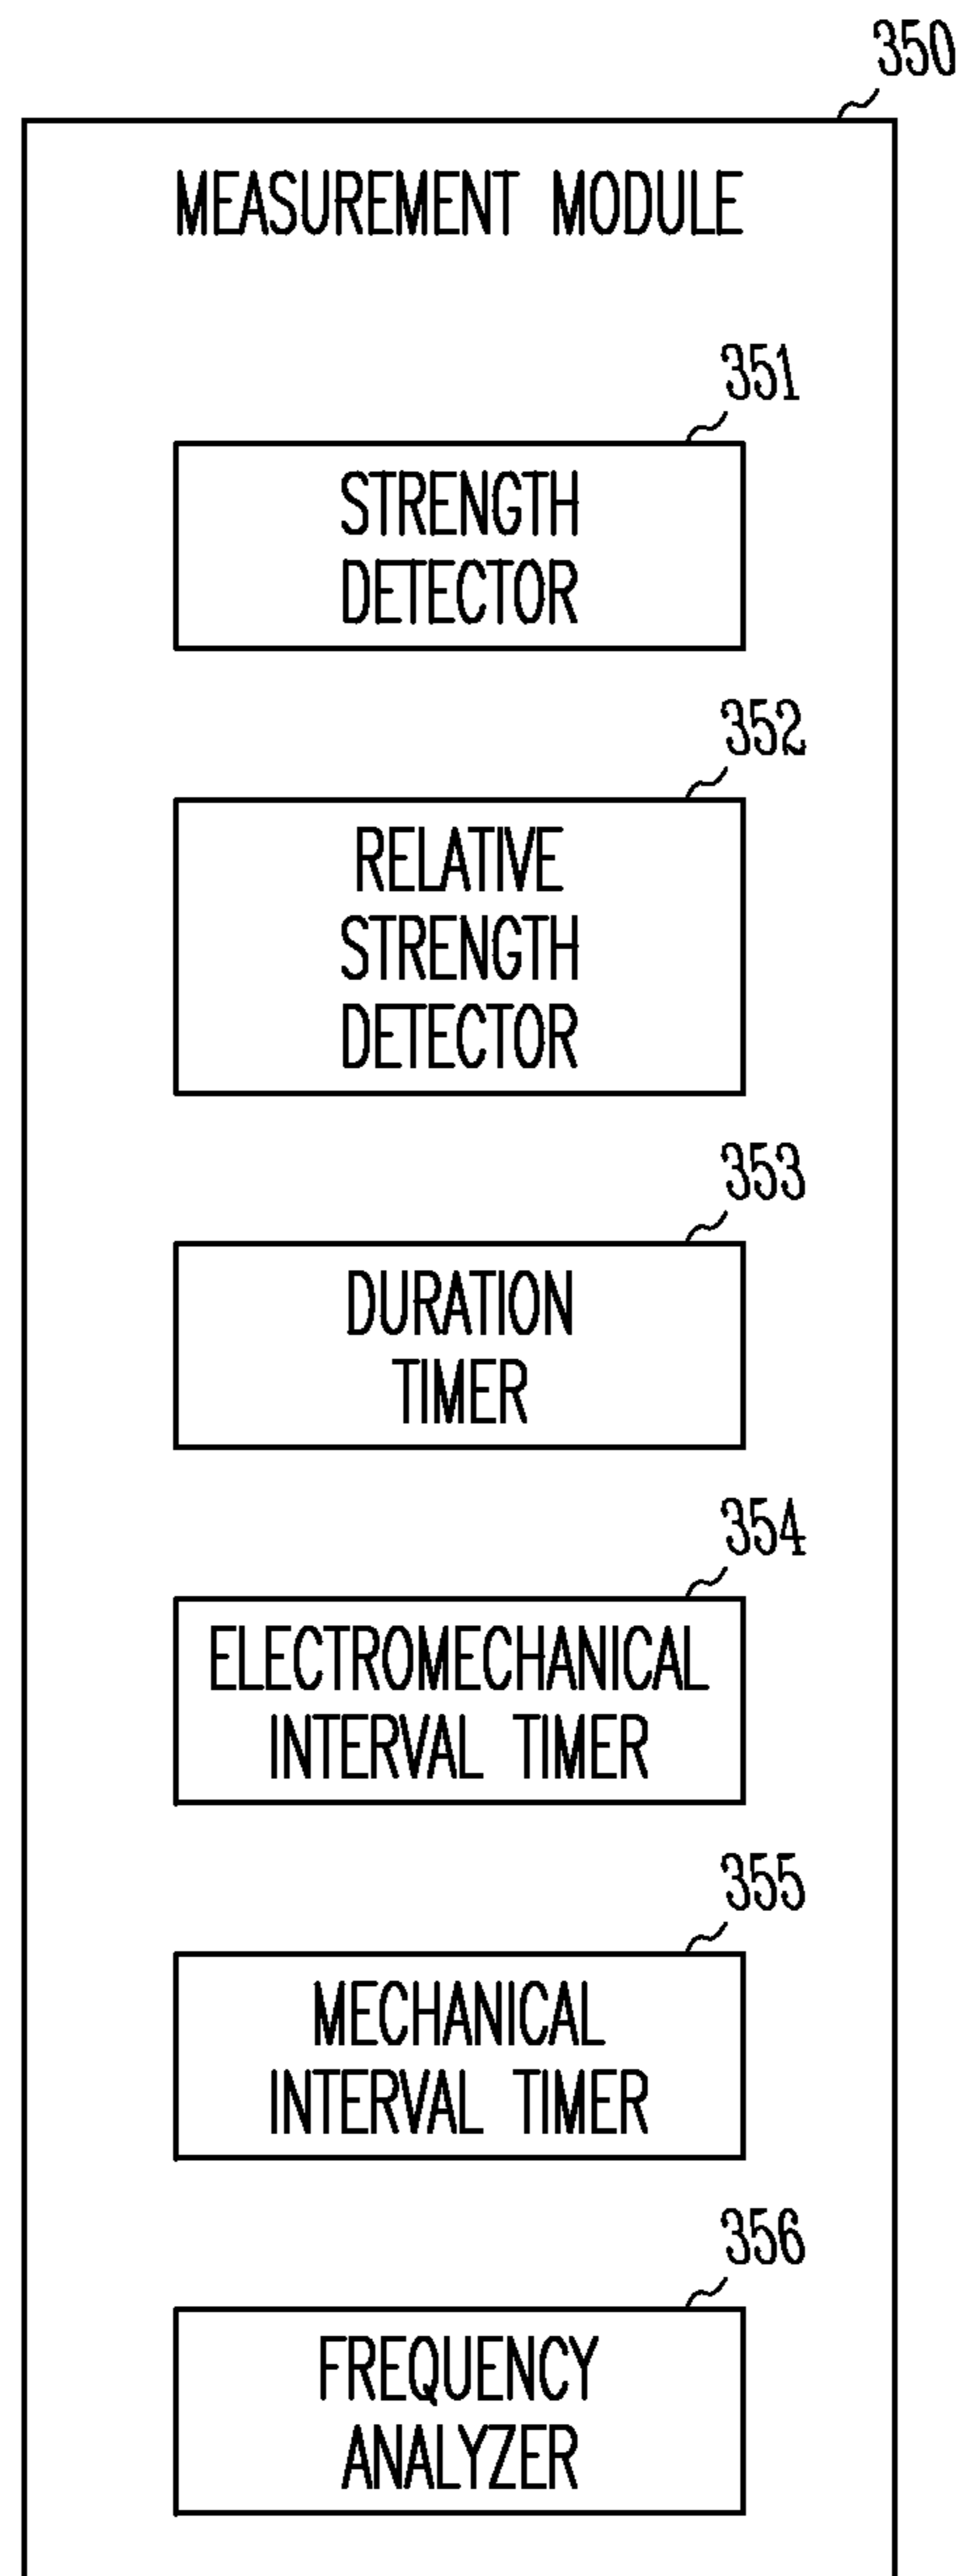 350
MEASUREMENT MODULE
351
STRENGTH
DETECTOR
352
RELATIVE
STRENGTH
DETECTOR
353
DURATION
TIMER
354
ELECTROMECHANICAL
INTERVAL TIMER
355
MECHANICAL
INTERVAL TIMER
356
FREQUENCY
ANALYZER